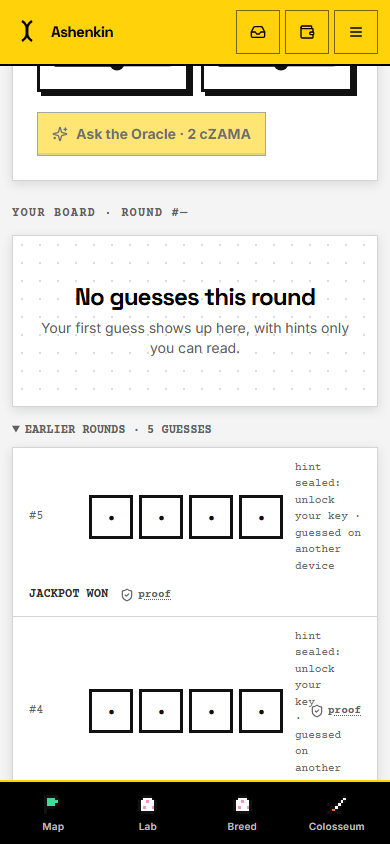 Ashenkin
Ask the Oracle · 2 cZAMA
YOUR BOARD · ROUND #—
No guesses this round
Your first guess shows up here, with hints only
you can read.
▼ EARLIER ROUNDS · 5 GUESSES
#5
hint
sealed:
unlock
your key ·
guessed on
another
device
JACKPOT WON
proof
#4
hint
sealed:
unlock
your
key
·
guessed
on
another
proof
Map
Lab
Breed
Colosseum